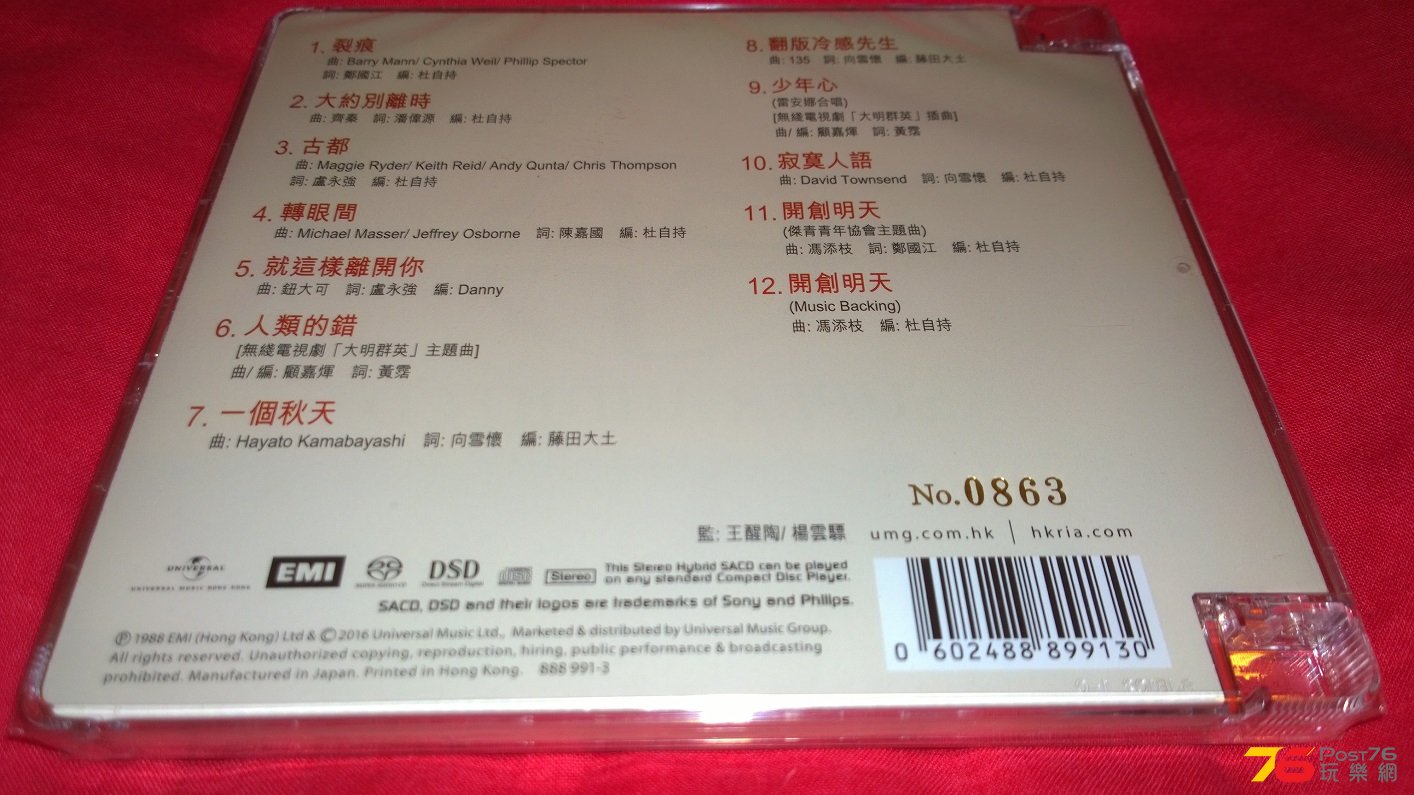 1. 裂痕
曲: Barry Mann/ Cynthia Weil/ Phillip Spector
詞: 鄭國江 編: 杜自持
2. 大約別離時
曲: 齊秦 詞: 潘偉源 編: 杜自持
3. 古都
曲: Maggie Ryder/ Keith Reid/ Andy Qunta/ Chris Thompson
詞: 盧永強 編: 杜自持
4. 轉眼間
曲: Michael Masser/ Jeffrey Osborne 詞: 陳嘉國 編: 杜自持
5. 就這樣離開你
曲: 鈕大可 詞: 盧永強 編: Danny
6. 人類的錯
[無綫電視劇「大明群英」主題曲]
曲/ 編: 顧嘉煇 詞: 黃霑
7. 一個秋天
曲: Hayato Kamabayashi 詞: 向雪懷 編: 藤田大土
8. 翻版冷感先生
曲: 135 詞: 向雪懷 編: 藤田大土
9. 少年心
(雷安娜合唱)
[無綫電視劇「大明群英」插曲]
曲/ 編: 顧嘉煇 詞: 黃霑
10. 寂寞人語
曲: David Townsend 詞: 向雪懷 編: 杜自持
11. 開創明天
(傑青青年協會主題曲)
曲: 馮添枝 詞: 鄭國江 編: 杜自持
12. 開創明天
(Music Backing)
曲: 馮添枝 編: 杜自持
No. 0863
監: 王醒陶/ 楊雲驃 umg.com.hk | hkria.com
UNIVERSAL
UNIVERSAL MUSIC HONG KONG
EMI
SUPER AUDIO CD
DSD
Direct Stream Digital
disc
Stereo
This Stereo Hybrid SACD can be played
on any standard Compact Disc Player.
SACD, DSD and their logos are trademarks of Sony and Philips.
Ⓟ 1988 EMI (Hong Kong) Ltd & © 2016 Universal Music Ltd., Marketed & distributed by Universal Music Group.
All rights reserved. Unauthorized copying, reproduction, hiring, public performance & broadcasting
prohibited. Manufactured in Japan. Printed in Hong Kong. 888 991-3
0 602488 899130
76 POST76
玩樂網